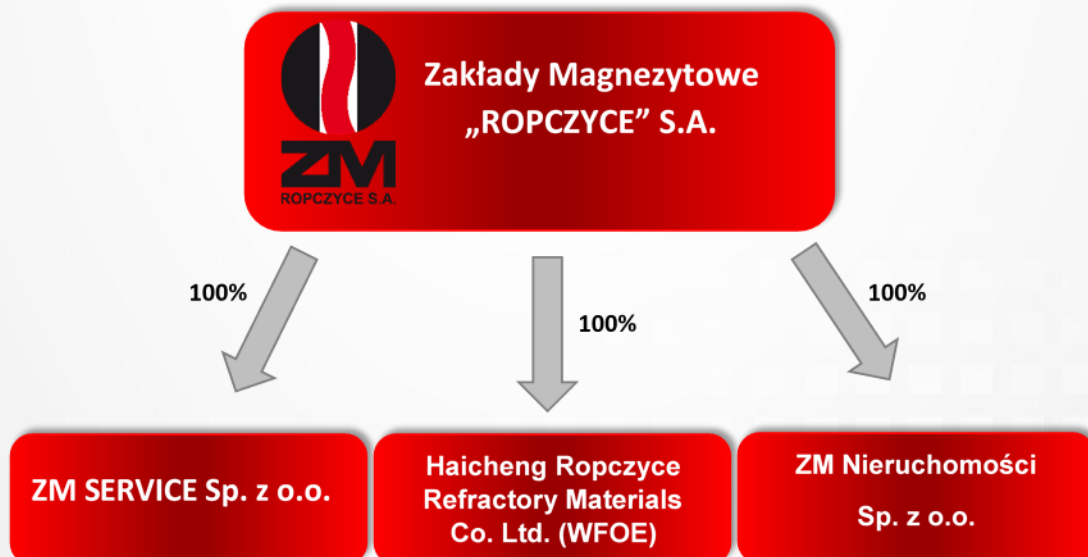 Zakłady Magnezytowe
„ROPCZYCE” S.A.
ZM
ROPCZYCE S.A.
100%
100%
100%
ZM SERVICE Sp. z o.o.
Haicheng Ropczyce
Refractory Materials
Co. Ltd. (WFOE)
ZM Nieruchomości
Sp. z o.o.